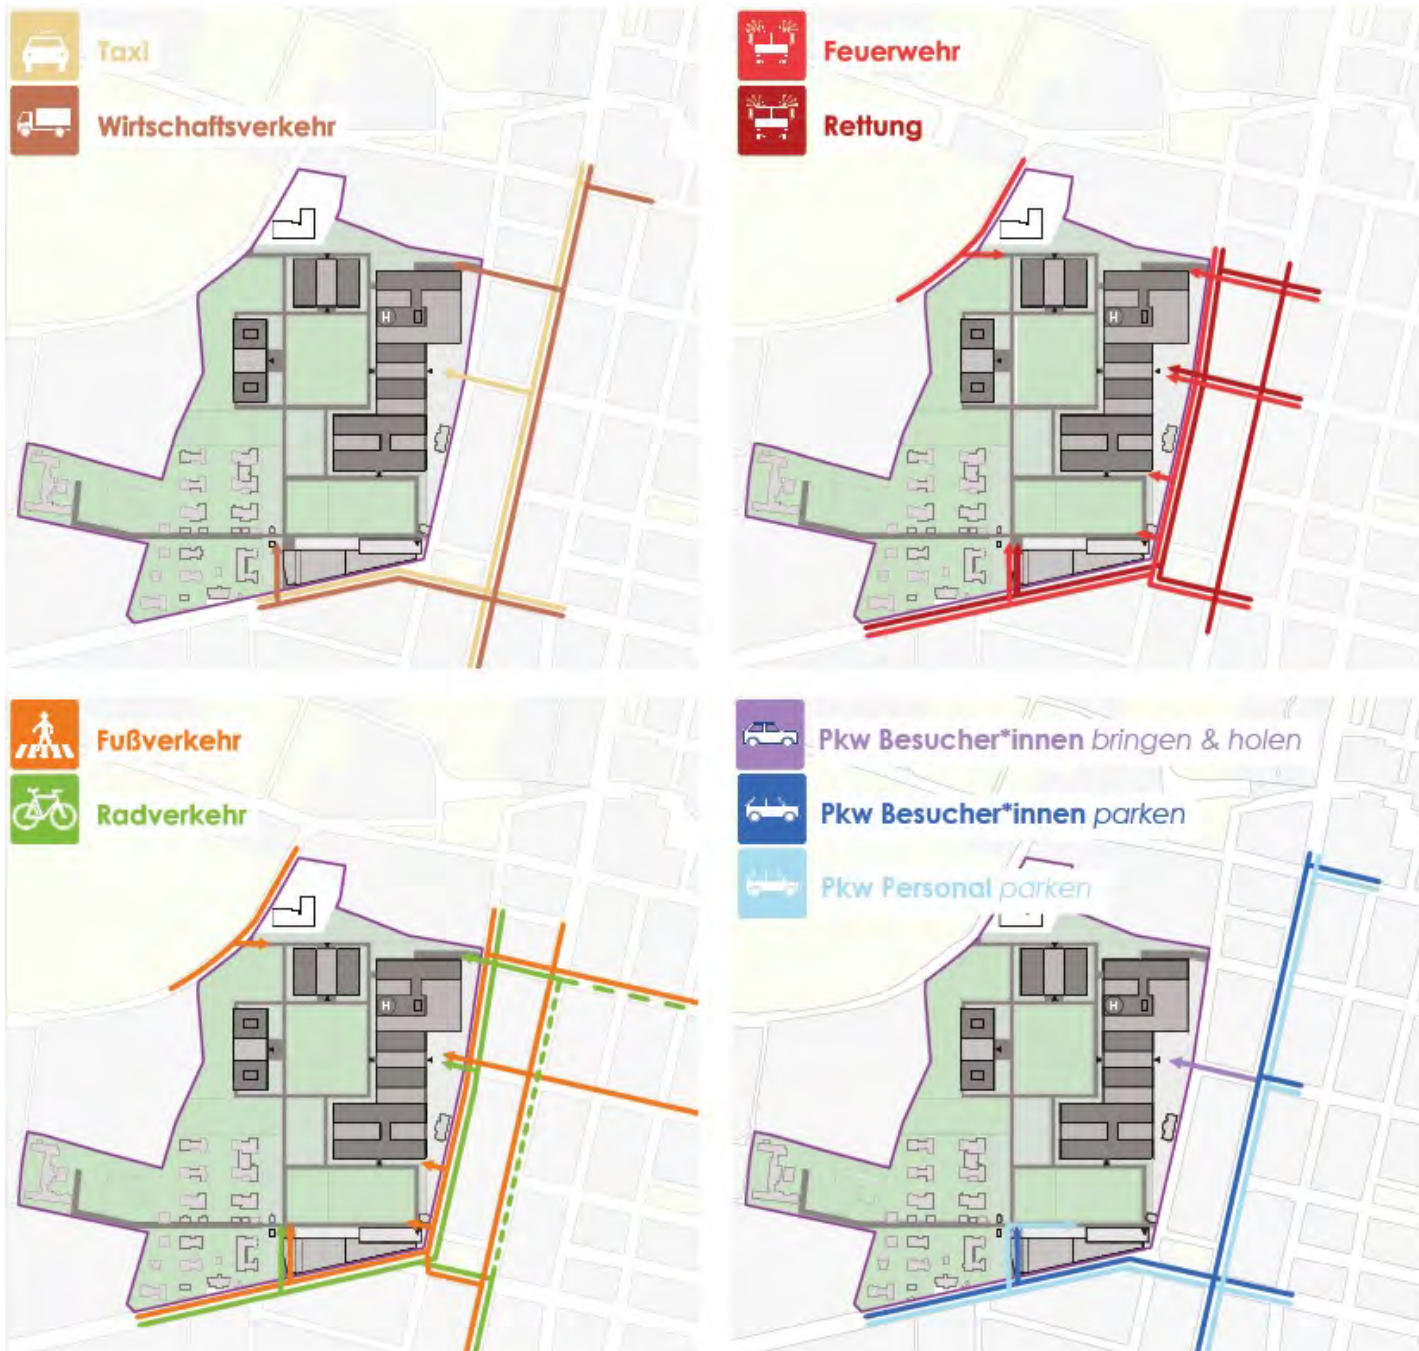 Taxi
Wirtschaftsverkehr
H
Feuerwehr
Rettung
H
Fußverkehr
Radverkehr
H
Pkw Besucher*innen bringen & holen
Pkw Besucher*innen parken
Pkw Personal parken
H